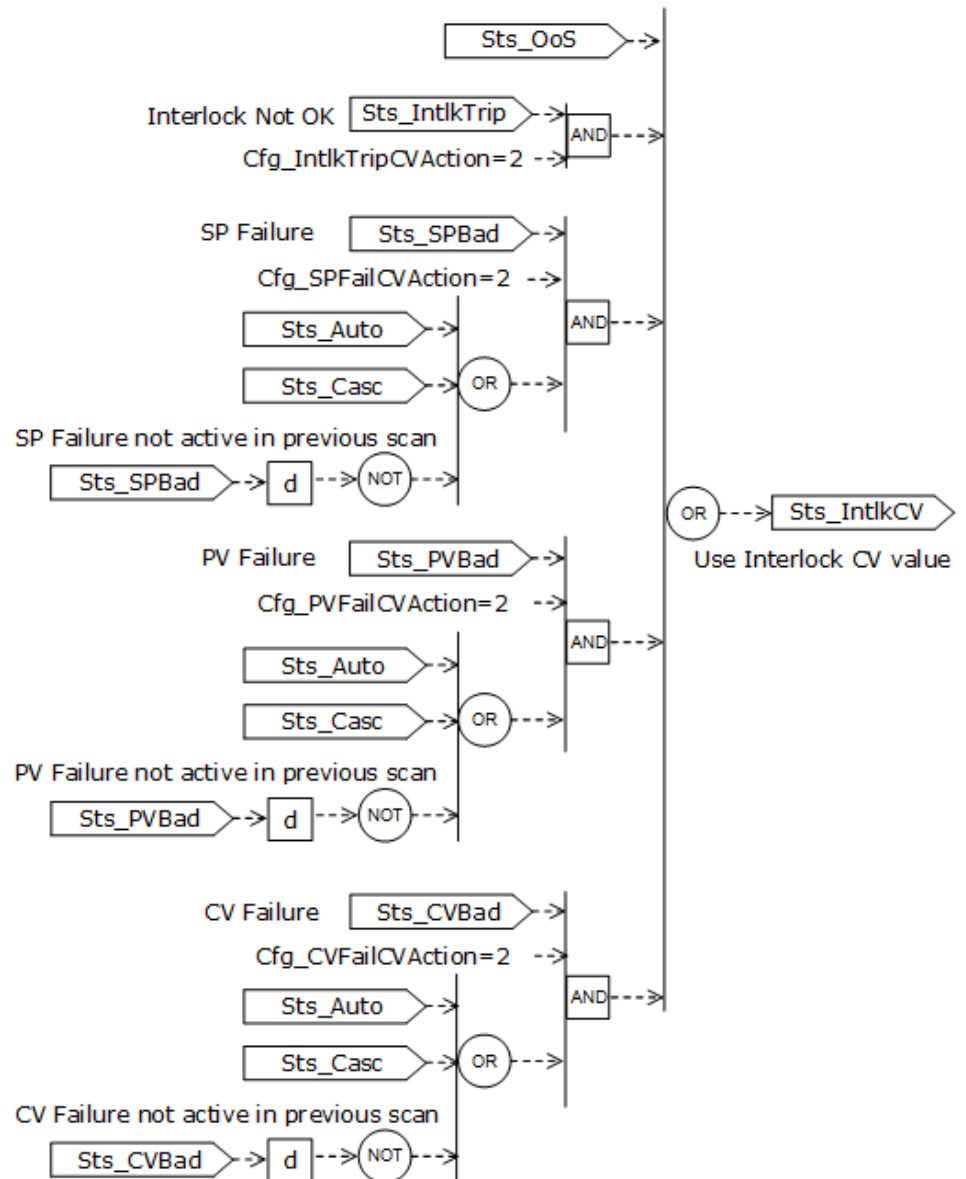 Sts_OoS
Interlock Not OK Sts_IntlkTrip
AND
Cfg_IntlkTripCVAction=2
SP Failure Sts_SPBad
Cfg_SPFailCVAction=2
Sts_Auto
AND
Sts_Casc
OR
SP Failure not active in previous scan
Sts_SPBad d NOT
OR Sts_IntlkCV
Use Interlock CV value
PV Failure Sts_PVBad
Cfg_PVFailCVAction=2
AND
Sts_Auto
Sts_Casc
OR
PV Failure not active in previous scan
Sts_PVBad d NOT
CV Failure Sts_CVBad
Cfg_CVFailCVAction=2
AND
Sts_Auto
Sts_Casc
OR
CV Failure not active in previous scan
Sts_CVBad d NOT